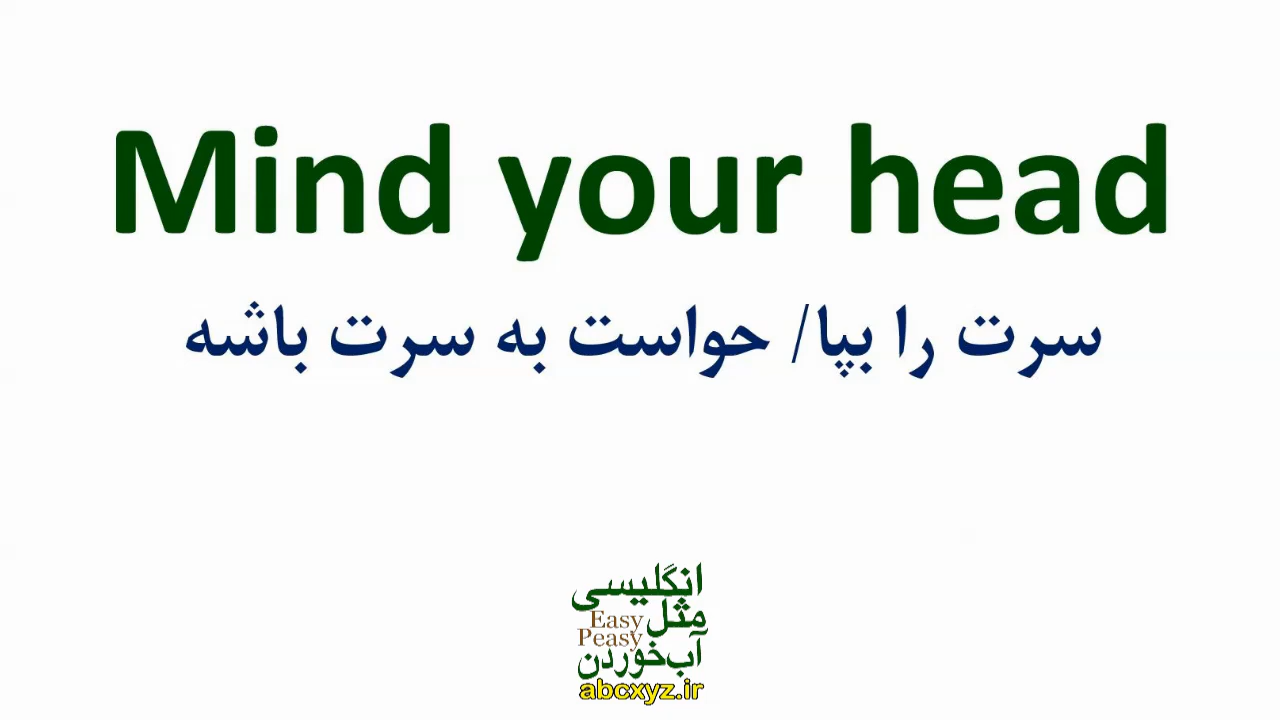 Mind your head
سرت را بپا/ حواست به سرت باشه
انگلیسی
مثل Easy
Peasy
آب‌خوردن
abcxyz.ir